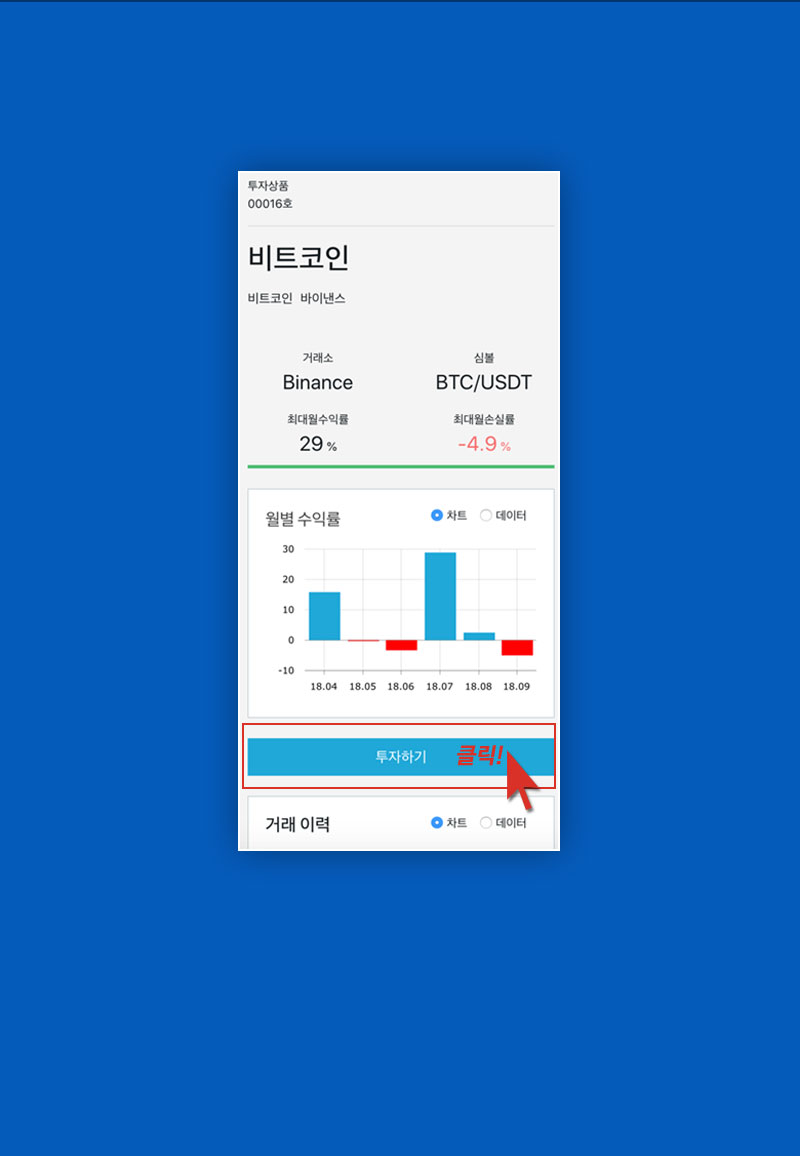 투자상품
00016호
비트코인
비트코인 바이낸스
거래소 심볼
Binance BTC/USDT
최대월수익률 최대월손실률
29 % -4.9 %
월별 수익률 차트 데이터
30
20
10
0
-10
18.04 18.05 18.06 18.07 18.08 18.09
투자하기 클릭!
거래 이력 차트 데이터